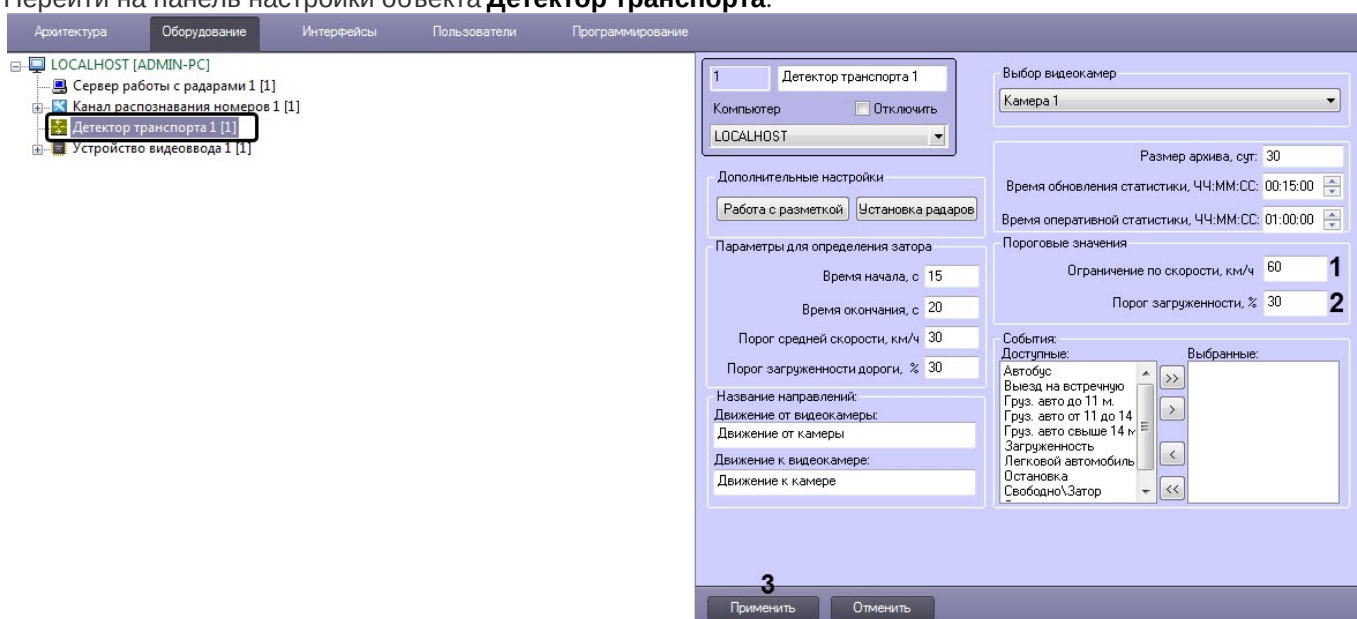 Перейти на панель настройки объекта Детектор транспорта.
Архитектура Оборудование Интерфейсы Пользователи Программирование
LOCALHOST [ADMIN-PC]
Сервер работы с радарами 1 [1]
Канал распознавания номеров 1 [1]
Детектор транспорта 1 [1]
Устройство видеоввода 1 [1]
1 Детектор транспорта 1
Компьютер Отключить
LOCALHOST
Дополнительные настройки
Работа с разметкой Установка радаров
Параметры для определения затора
Время начала, с 15
Время окончания, с 20
Порог средней скорости, км/ч 30
Порог загруженности дороги, % 30
Название направлений:
Движение от видеокамеры:
Движение от камеры
Движение к видеокамере:
Движение к камере
Выбор видеокамер
Камера 1
Размер архива, сут: 30
Время обновления статистики, ЧЧ:ММ:СС: 00:15:00
Время оперативной статистики, ЧЧ:ММ:СС: 01:00:00
Пороговые значения
Ограничение по скорости, км/ч 60 1
Порог загруженности, % 30 2
События:
Доступные: Выбранные:
Автобус
Выезд на встречную
Груз. авто до 11 м.
Груз. авто от 11 до 14
Груз. авто свыше 14 м
Загруженность
Легковой автомобиль
Остановка
Свободно\Затор
>>
>
<
<<
3
Применить Отменить